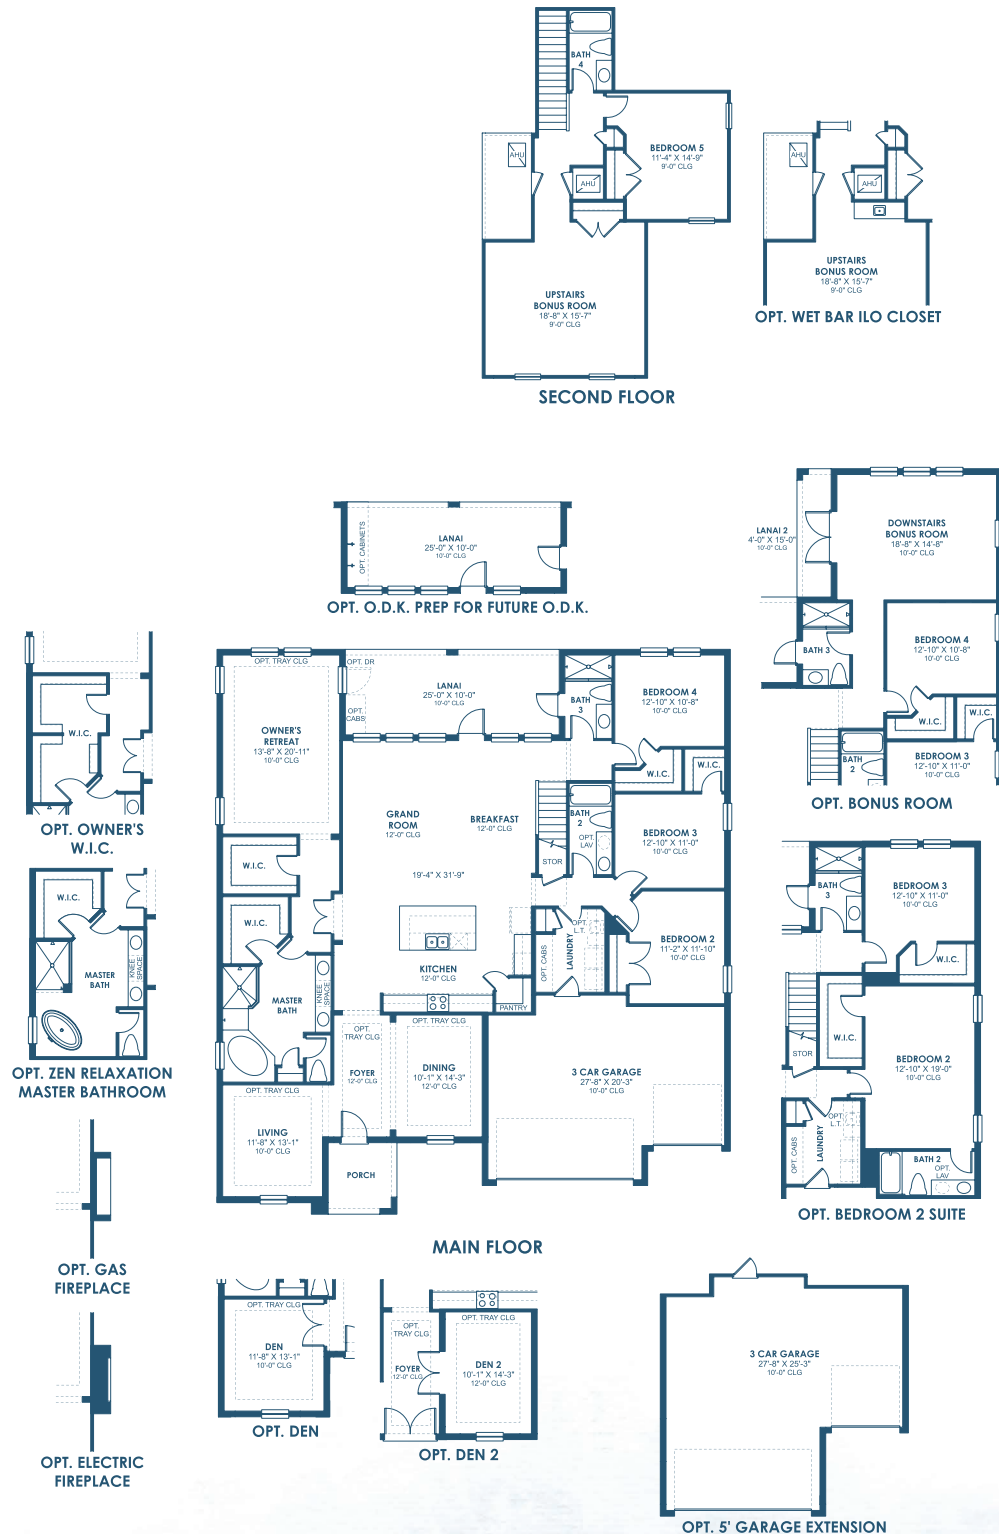 BATH
4
BEDROOM 5
11'-4" X 14'-9"
9'-0" CLG
AHU
AHU
UPSTAIRS
BONUS ROOM
18'-8" X 15'-7"
9'-0" CLG
SECOND FLOOR
AHU
AHU
UPSTAIRS
BONUS ROOM
18'-8" X 15'-7"
9'-0" CLG
OPT. WET BAR ILO CLOSET
OPT. CABINETS
LANAI
25'-0" X 10'-0"
10'-0" CLG
OPT. O.D.K. PREP FOR FUTURE O.D.K.
LANAI 2
4'-0" X 15'-0"
10'-0" CLG
DOWNSTAIRS
BONUS ROOM
18'-8" X 14'-8"
10'-0" CLG
BATH 3
BEDROOM 4
12'-10" X 10'-8"
10'-0" CLG
W.I.C.
W.I.C.
BATH
2
BEDROOM 3
12'-10" X 11'-0"
10'-0" CLG
OPT. BONUS ROOM
W.I.C.
OPT. OWNER'S
W.I.C.
W.I.C.
MASTER
BATH
KNEE
SPACE
OPT. ZEN RELAXATION
MASTER BATHROOM
OPT. TRAY CLG
OWNER'S
RETREAT
13'-8" X 20'-11"
10'-0" CLG
OPT. DR
OPT.
CABS
LANAI
25'-0" X 10'-0"
10'-0" CLG
BATH
3
BEDROOM 4
12'-10" X 10'-8"
10'-0" CLG
W.I.C.
W.I.C.
GRAND
ROOM
12'-0" CLG
BREAKFAST
12'-0" CLG
19'-4" X 31'-9"
BATH
2
OPT.
LAV
STOR
BEDROOM 3
12'-10" X 11'-0"
10'-0" CLG
W.I.C.
W.I.C.
KITCHEN
12'-0" CLG
PANTRY
OPT. CABS
LAUNDRY
OPT.
L.T.
BEDROOM 2
11'-2" X 11'-10"
10'-0" CLG
MASTER
BATH
KNEE
SPACE
OPT.
TRAY CLG
FOYER
12'-0" CLG
OPT. TRAY CLG
DINING
10'-1" X 14'-3"
12'-0" CLG
3 CAR GARAGE
27'-8" X 20'-3"
10'-0" CLG
OPT. TRAY CLG
LIVING
11'-8" X 13'-1"
10'-0" CLG
PORCH
MAIN FLOOR
BATH
3
BEDROOM 3
12'-10" X 11'-0"
10'-0" CLG
W.I.C.
W.I.C.
STOR
BEDROOM 2
12'-10" X 19'-0"
10'-0" CLG
OPT. CABS
LAUNDRY
OPT.
L.T.
BATH 2
OPT.
LAV
OPT. BEDROOM 2 SUITE
OPT. GAS
FIREPLACE
OPT. ELECTRIC
FIREPLACE
OPT. TRAY CLG
DEN
11'-8" X 13'-1"
10'-0" CLG
OPT. DEN
OPT.
TRAY CLG
FOYER
12'-0" CLG
OPT. TRAY CLG
DEN 2
10'-1" X 14'-3"
12'-0" CLG
OPT. DEN 2
3 CAR GARAGE
27'-8" X 25'-3"
10'-0" CLG
OPT. 5' GARAGE EXTENSION